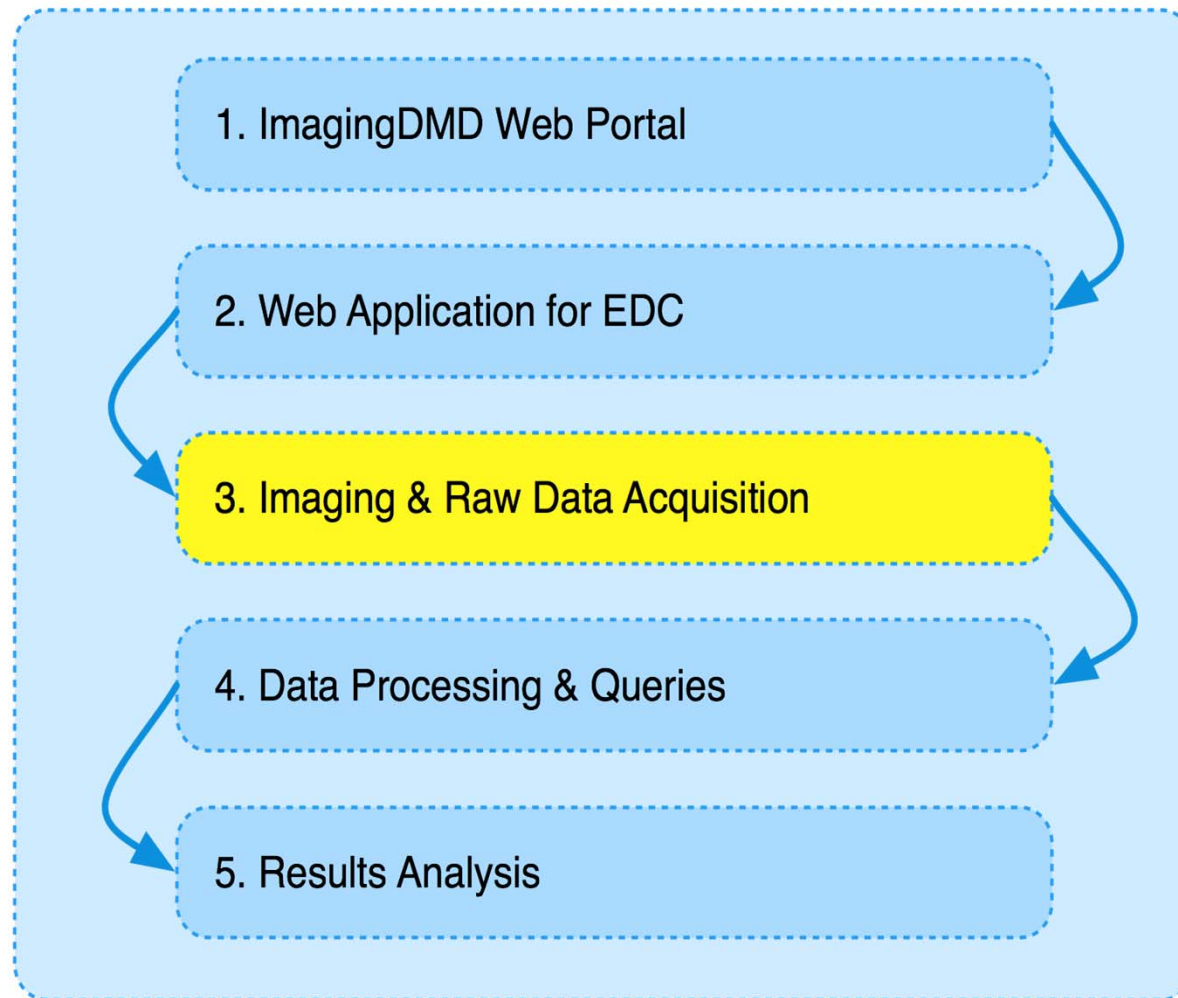 1. ImagingDMD Web Portal
2. Web Application for EDC
3. Imaging & Raw Data Acquisition
4. Data Processing & Queries
5. Results Analysis